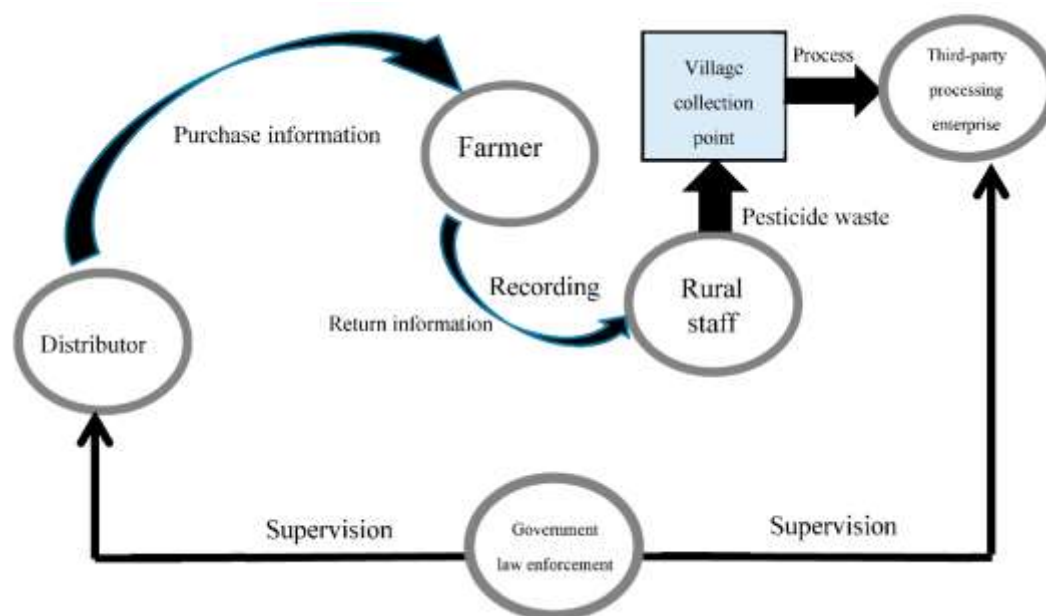 Purchase information
Farmer
Village
collection
point
Process
Third-party
processing
enterprise
Pesticide waste
Recording
Return information
Rural
staff
Distributor
Supervision
Government
law enforcement
Supervision